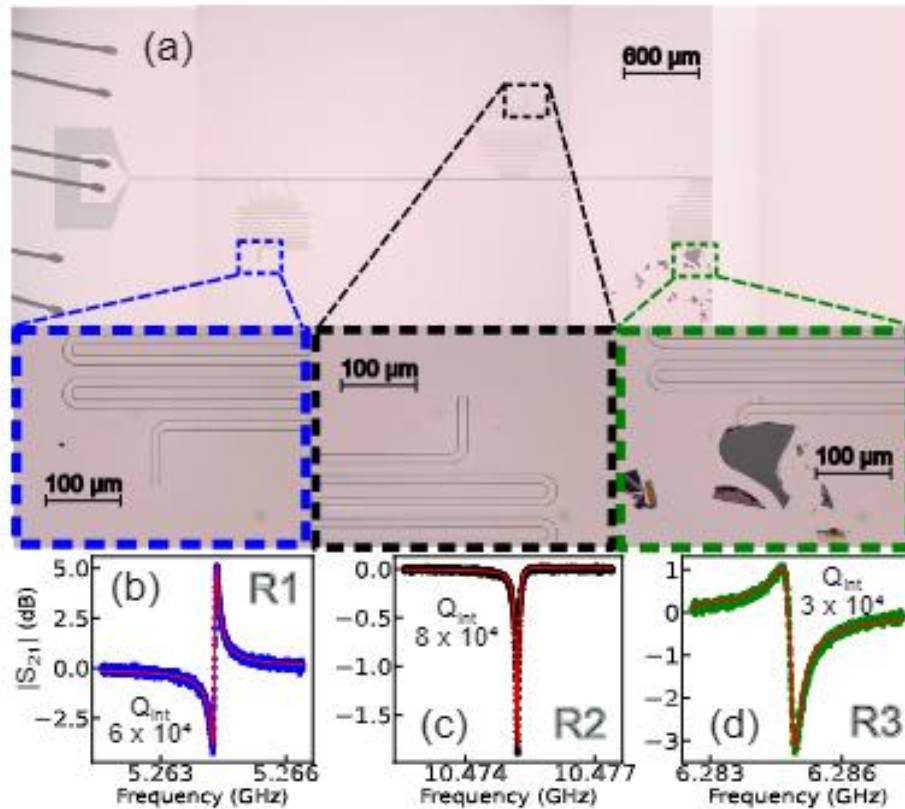 (a)
600 µm
100 µm
100 µm
100 µm
(b) R1
(c) R2
(d) R3
|S₂₁| (dB)
5.0
2.5
0.0
−2.5
Q_int
6 x 10⁴
5.263
5.266
Frequency (GHz)
0.0
−0.5
−1.0
−1.5
Q_int
8 x 10⁴
10.474
10.477
Frequency (GHz)
1
0
−1
−2
−3
Q_int
3 x 10⁴
6.283
6.286
Frequency (GHz)